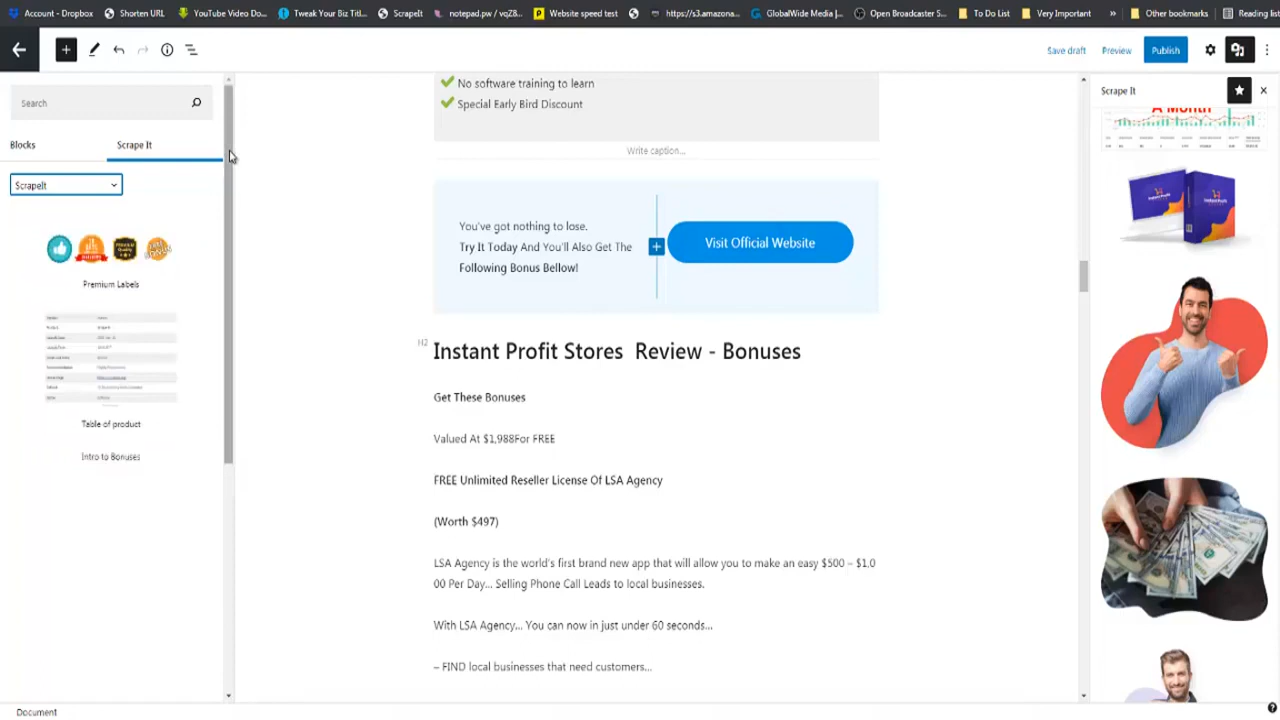 Account - Dropbox
Shorten URL
YouTube Video Do...
Tweak Your Biz Titl...
ScrapeIt
notepad.pw / vqZ8...
Website speed test
https://s3.amazona...
GlobalWide Media |...
Open Broadcaster S...
To Do List
Very Important
»
Other bookmarks
Reading list
Save draft
Preview
Publish
Search
Blocks
Scrape It
ScrapeIt
Premium Labels
Table of product
Intro to Bonuses
No software training to learn
Special Early Bird Discount
Write caption...
You've got nothing to lose.
Try It Today And You'll Also Get The
Following Bonus Bellow!
Visit Official Website
H2
Instant Profit Stores Review - Bonuses
Get These Bonuses
Valued At $1,988For FREE
FREE Unlimited Reseller License Of LSA Agency
(Worth $497)
LSA Agency is the world's first brand new app that will allow you to make an easy $500 – $1,0
00 Per Day... Selling Phone Call Leads to local businesses.
With LSA Agency... You can now in just under 60 seconds...
– FIND local businesses that need customers...
Scrape It
A Month
Document